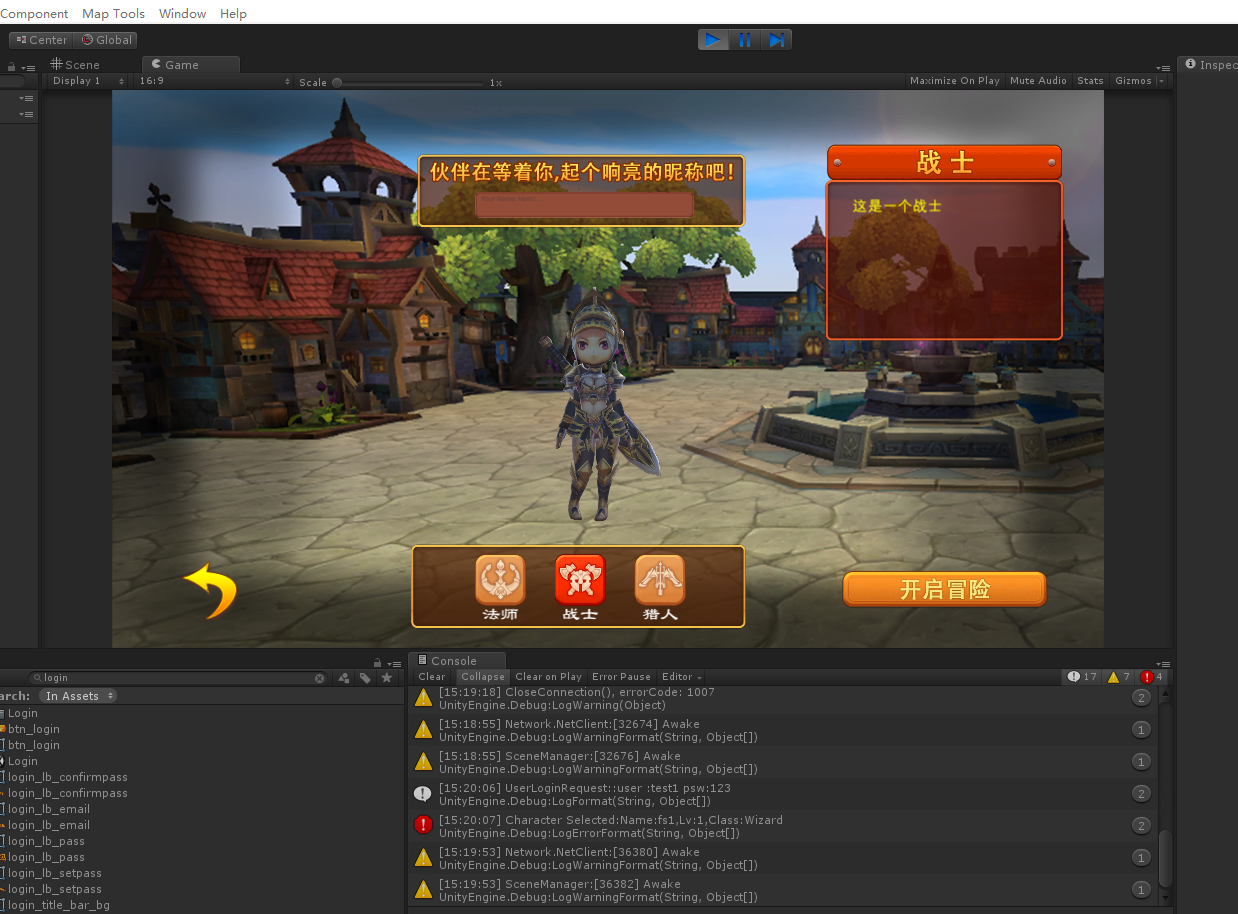 Component Map Tools Window Help
Center Global
Scene Game
Display 1 16:9 Scale 1x Maximize On Play Mute Audio Stats Gizmos
Inspec
伙伴在等着你,起个响亮的昵称吧!
战士
这是一个战士
法师 战士 猎人
开启冒险
login
arch: In Assets
Login
btn_login
btn_login
Login
login_lb_confirmpass
login_lb_confirmpass
login_lb_email
login_lb_email
login_lb_pass
login_lb_pass
login_lb_setpass
login_lb_setpass
login_title_bar_bg
Console
Clear Collapse Clear on Play Error Pause Editor 17 7 4
[15:19:18] CloseConnection(), errorCode: 1007
UnityEngine.Debug:LogWarning(Object)
2
[15:18:55] Network.NetClient:[32674] Awake
UnityEngine.Debug:LogWarningFormat(String, Object[])
1
[15:18:55] SceneManager:[32676] Awake
UnityEngine.Debug:LogWarningFormat(String, Object[])
1
[15:20:06] UserLoginRequest::user :test1 psw:123
UnityEngine.Debug:LogFormat(String, Object[])
2
[15:20:07] Character Selected:Name:fs1,Lv:1,Class:Wizard
UnityEngine.Debug:LogErrorFormat(String, Object[])
2
[15:19:53] Network.NetClient:[36380] Awake
UnityEngine.Debug:LogWarningFormat(String, Object[])
1
[15:19:53] SceneManager:[36382] Awake
UnityEngine.Debug:LogWarningFormat(String, Object[])
1